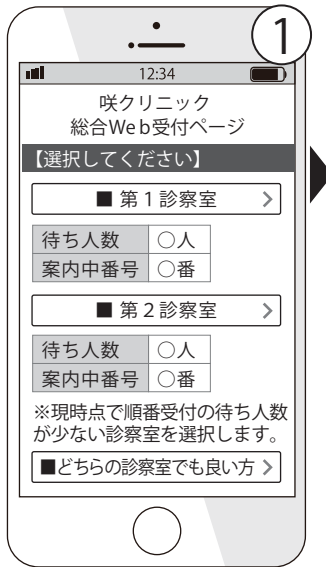 ①
12:34
咲クリニック
総合Web受付ページ
【選択してください】
■ 第1診察室 >
待ち人数 ○人
案内中番号 ○番
■ 第2診察室 >
待ち人数 ○人
案内中番号 ○番
※現時点で順番受付の待ち人数
が少ない診察室を選択します。
■どちらの診察室でも良い方 >